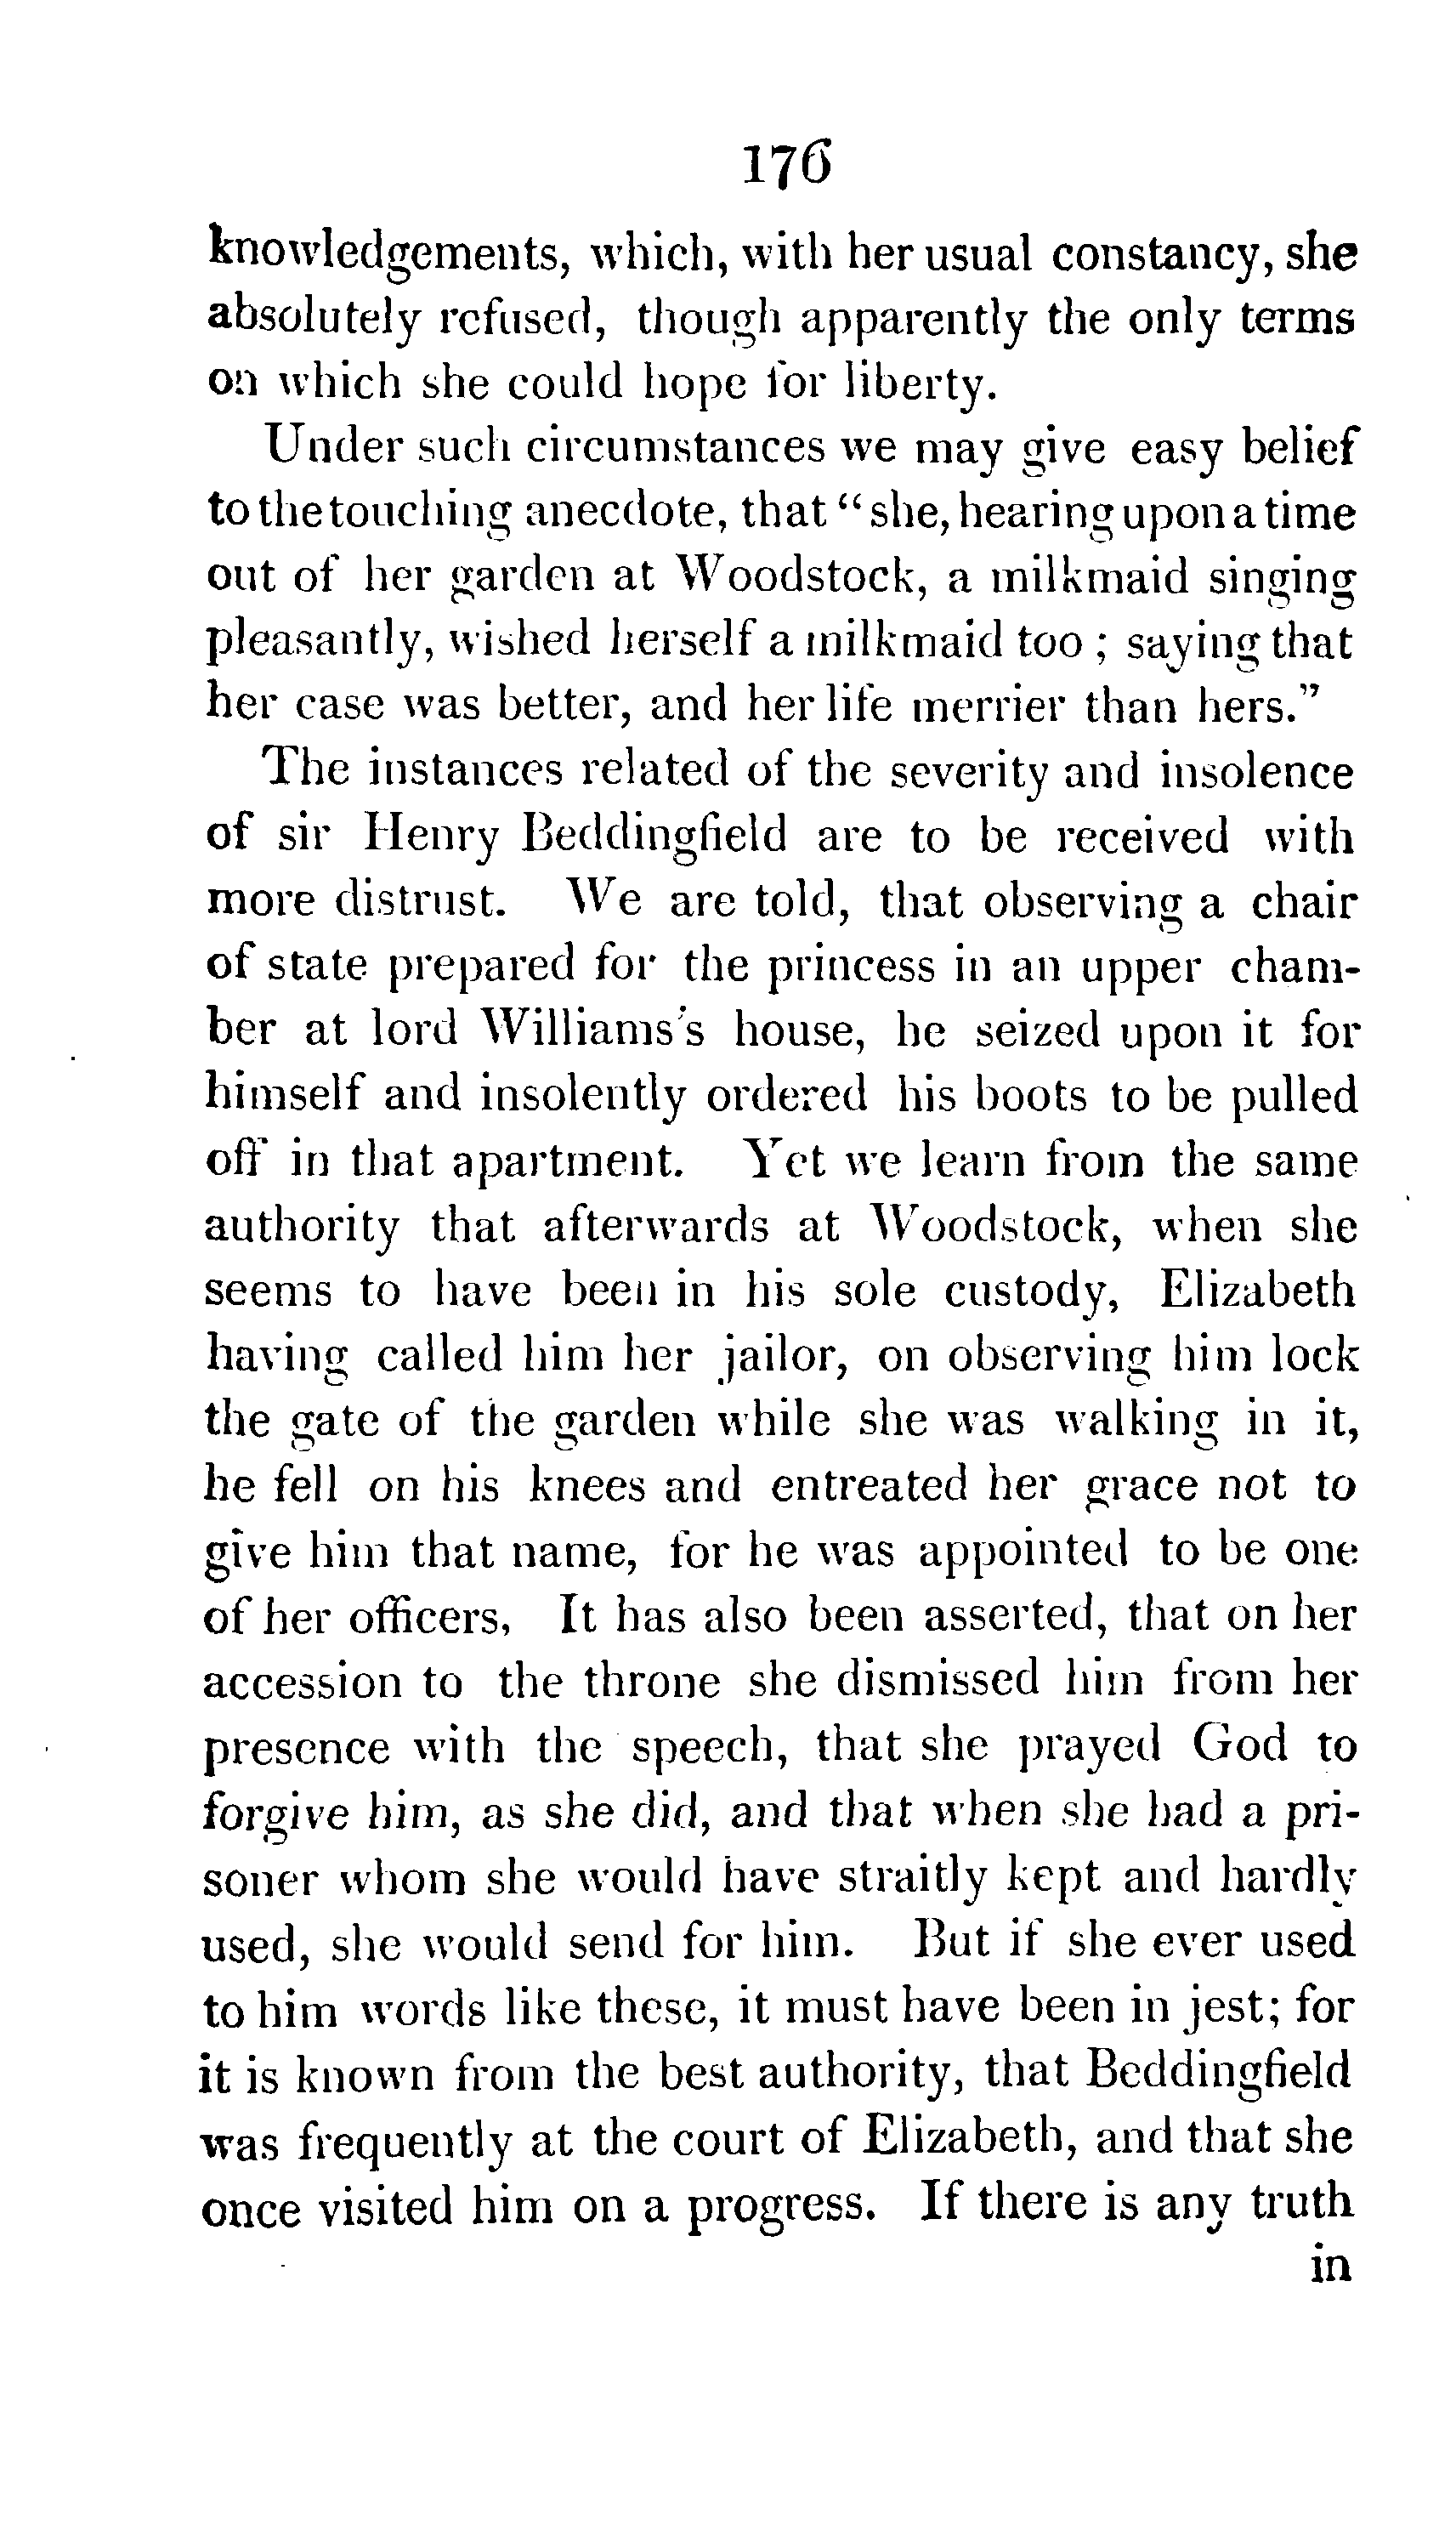 176
knowledgements, which, with her usual constancy, she
absolutely refused, though apparently the only terms
on which she could hope for liberty.
Under such circumstances we may give easy belief
to the touching anecdote, that “she, hearing upon a time
out of her garden at Woodstock, a milkmaid singing
pleasantly, wished herself a milkmaid too ; saying that
her case was better, and her life merrier than hers.”
The instances related of the severity and insolence
of sir Henry Beddingfield are to be received with
more distrust. We are told, that observing a chair
of state prepared for the princess in an upper cham-
ber at lord Williams's house, he seized upon it for
himself and insolently ordered his boots to be pulled
off in that apartment. Yet we learn from the same
authority that afterwards at Woodstock, when she
seems to have been in his sole custody, Elizabeth
having called him her jailor, on observing him lock
the gate of the garden while she was walking in it,
he fell on his knees and entreated her grace not to
give him that name, for he was appointed to be one
of her officers, It has also been asserted, that on her
accession to the throne she dismissed him from her
presence with the speech, that she prayed God to
forgive him, as she did, and that when she had a pri-
soner whom she would have straitly kept and hardly
used, she would send for him. But if she ever used
to him words like these, it must have been in jest; for
it is known from the best authority, that Beddingfield
was frequently at the court of Elizabeth, and that she
once visited him on a progress. If there is any truth
in